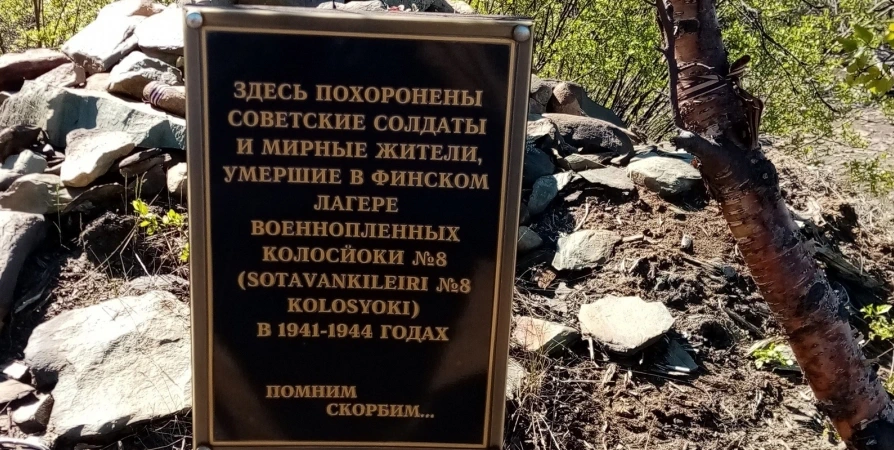 ЗДЕСЬ ПОХОРОНЕНЫ
СОВЕТСКИЕ СОЛДАТЫ
И МИРНЫЕ ЖИТЕЛИ,
УМЕРШИЕ В ФИНСКОМ
ЛАГЕРЕ
ВОЕННОПЛЕННЫХ
КОЛОСЙОКИ №8
(SOTAVANKILEIRI №8
KOLOSYOKI)
В 1941-1944 ГОДАХ
ПОМНИМ
СКОРБИМ...